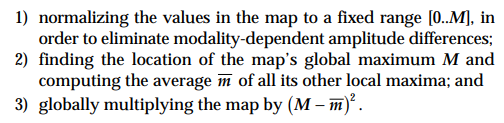 1) normalizing the values in the map to a fixed range [0..M], in
order to eliminate modality-dependent amplitude differences;
2) finding the location of the map's global maximum M and
computing the average m̅ of all its other local maxima; and
3) globally multiplying the map by (M – m̅)².